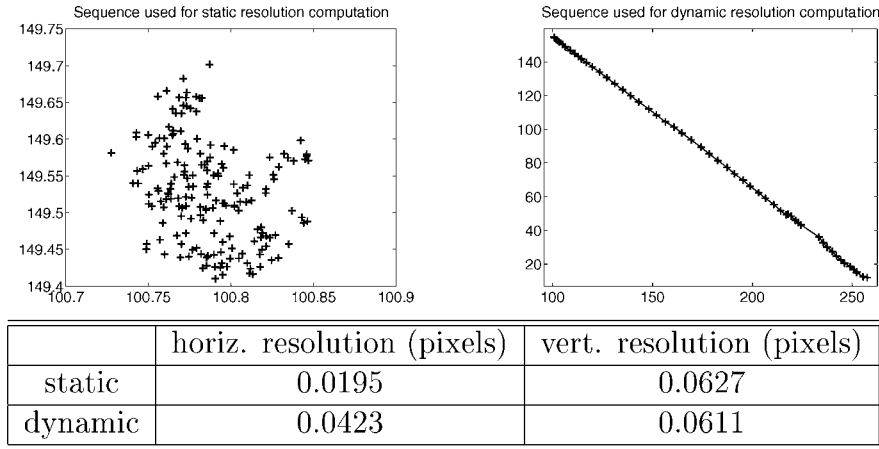 Sequence used for static resolution computation
149.75
149.7
149.65
149.6
149.55
149.5
149.45
149.4
100.7 100.75 100.8 100.85 100.9
Sequence used for dynamic resolution computation
140
120
100
80
60
40
20
100 150 200 250
horiz. resolution (pixels) vert. resolution (pixels)
static 0.0195 0.0627
dynamic 0.0423 0.0611